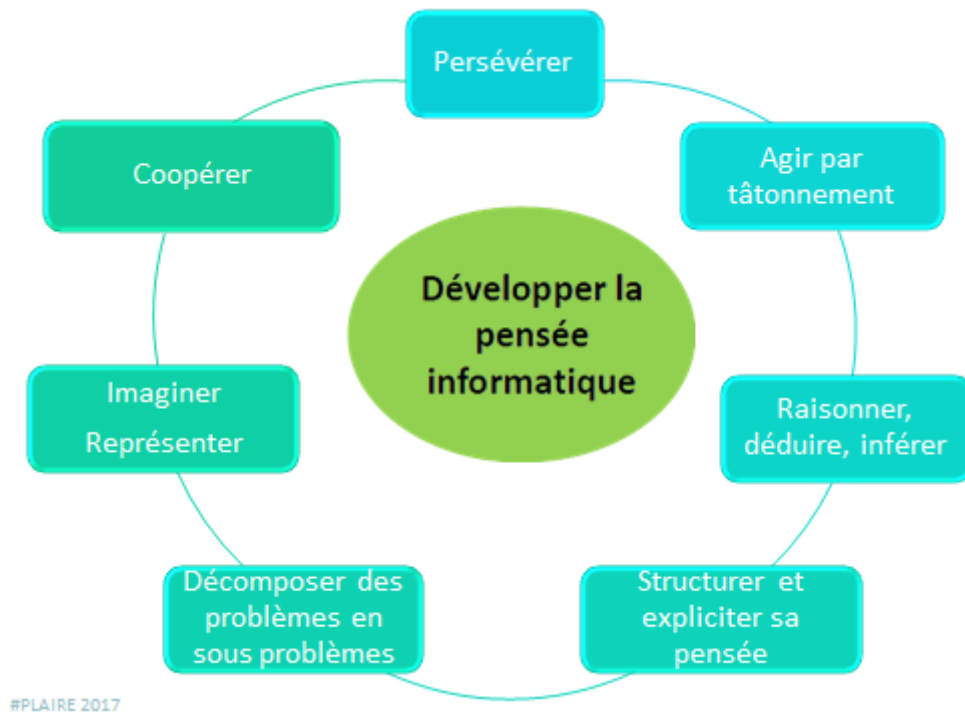 Persévérer
Agir par
tâtonnement
Coopérer
Développer la
pensée
informatique
Imaginer
Représenter
Raisonner,
déduire, inférer
Décomposer des
problèmes en
sous problèmes
Structurer et
expliciter sa
pensée
#PLAIRE 2017